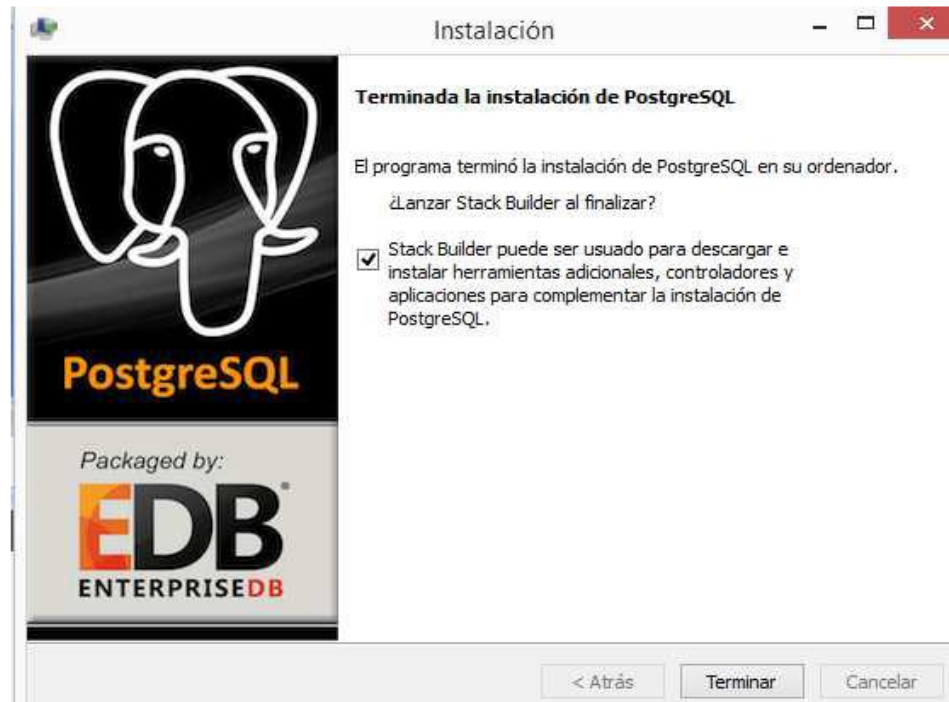 Instalación
Terminada la instalación de PostgreSQL
El programa terminó la instalación de PostgreSQL en su ordenador.
¿Lanzar Stack Builder al finalizar?
Stack Builder puede ser usado para descargar e
instalar herramientas adicionales, controladores y
aplicaciones para complementar la instalación de
PostgreSQL.
PostgreSQL
Packaged by:
EDB
ENTERPRISEDB
< Atrás
Terminar
Cancelar